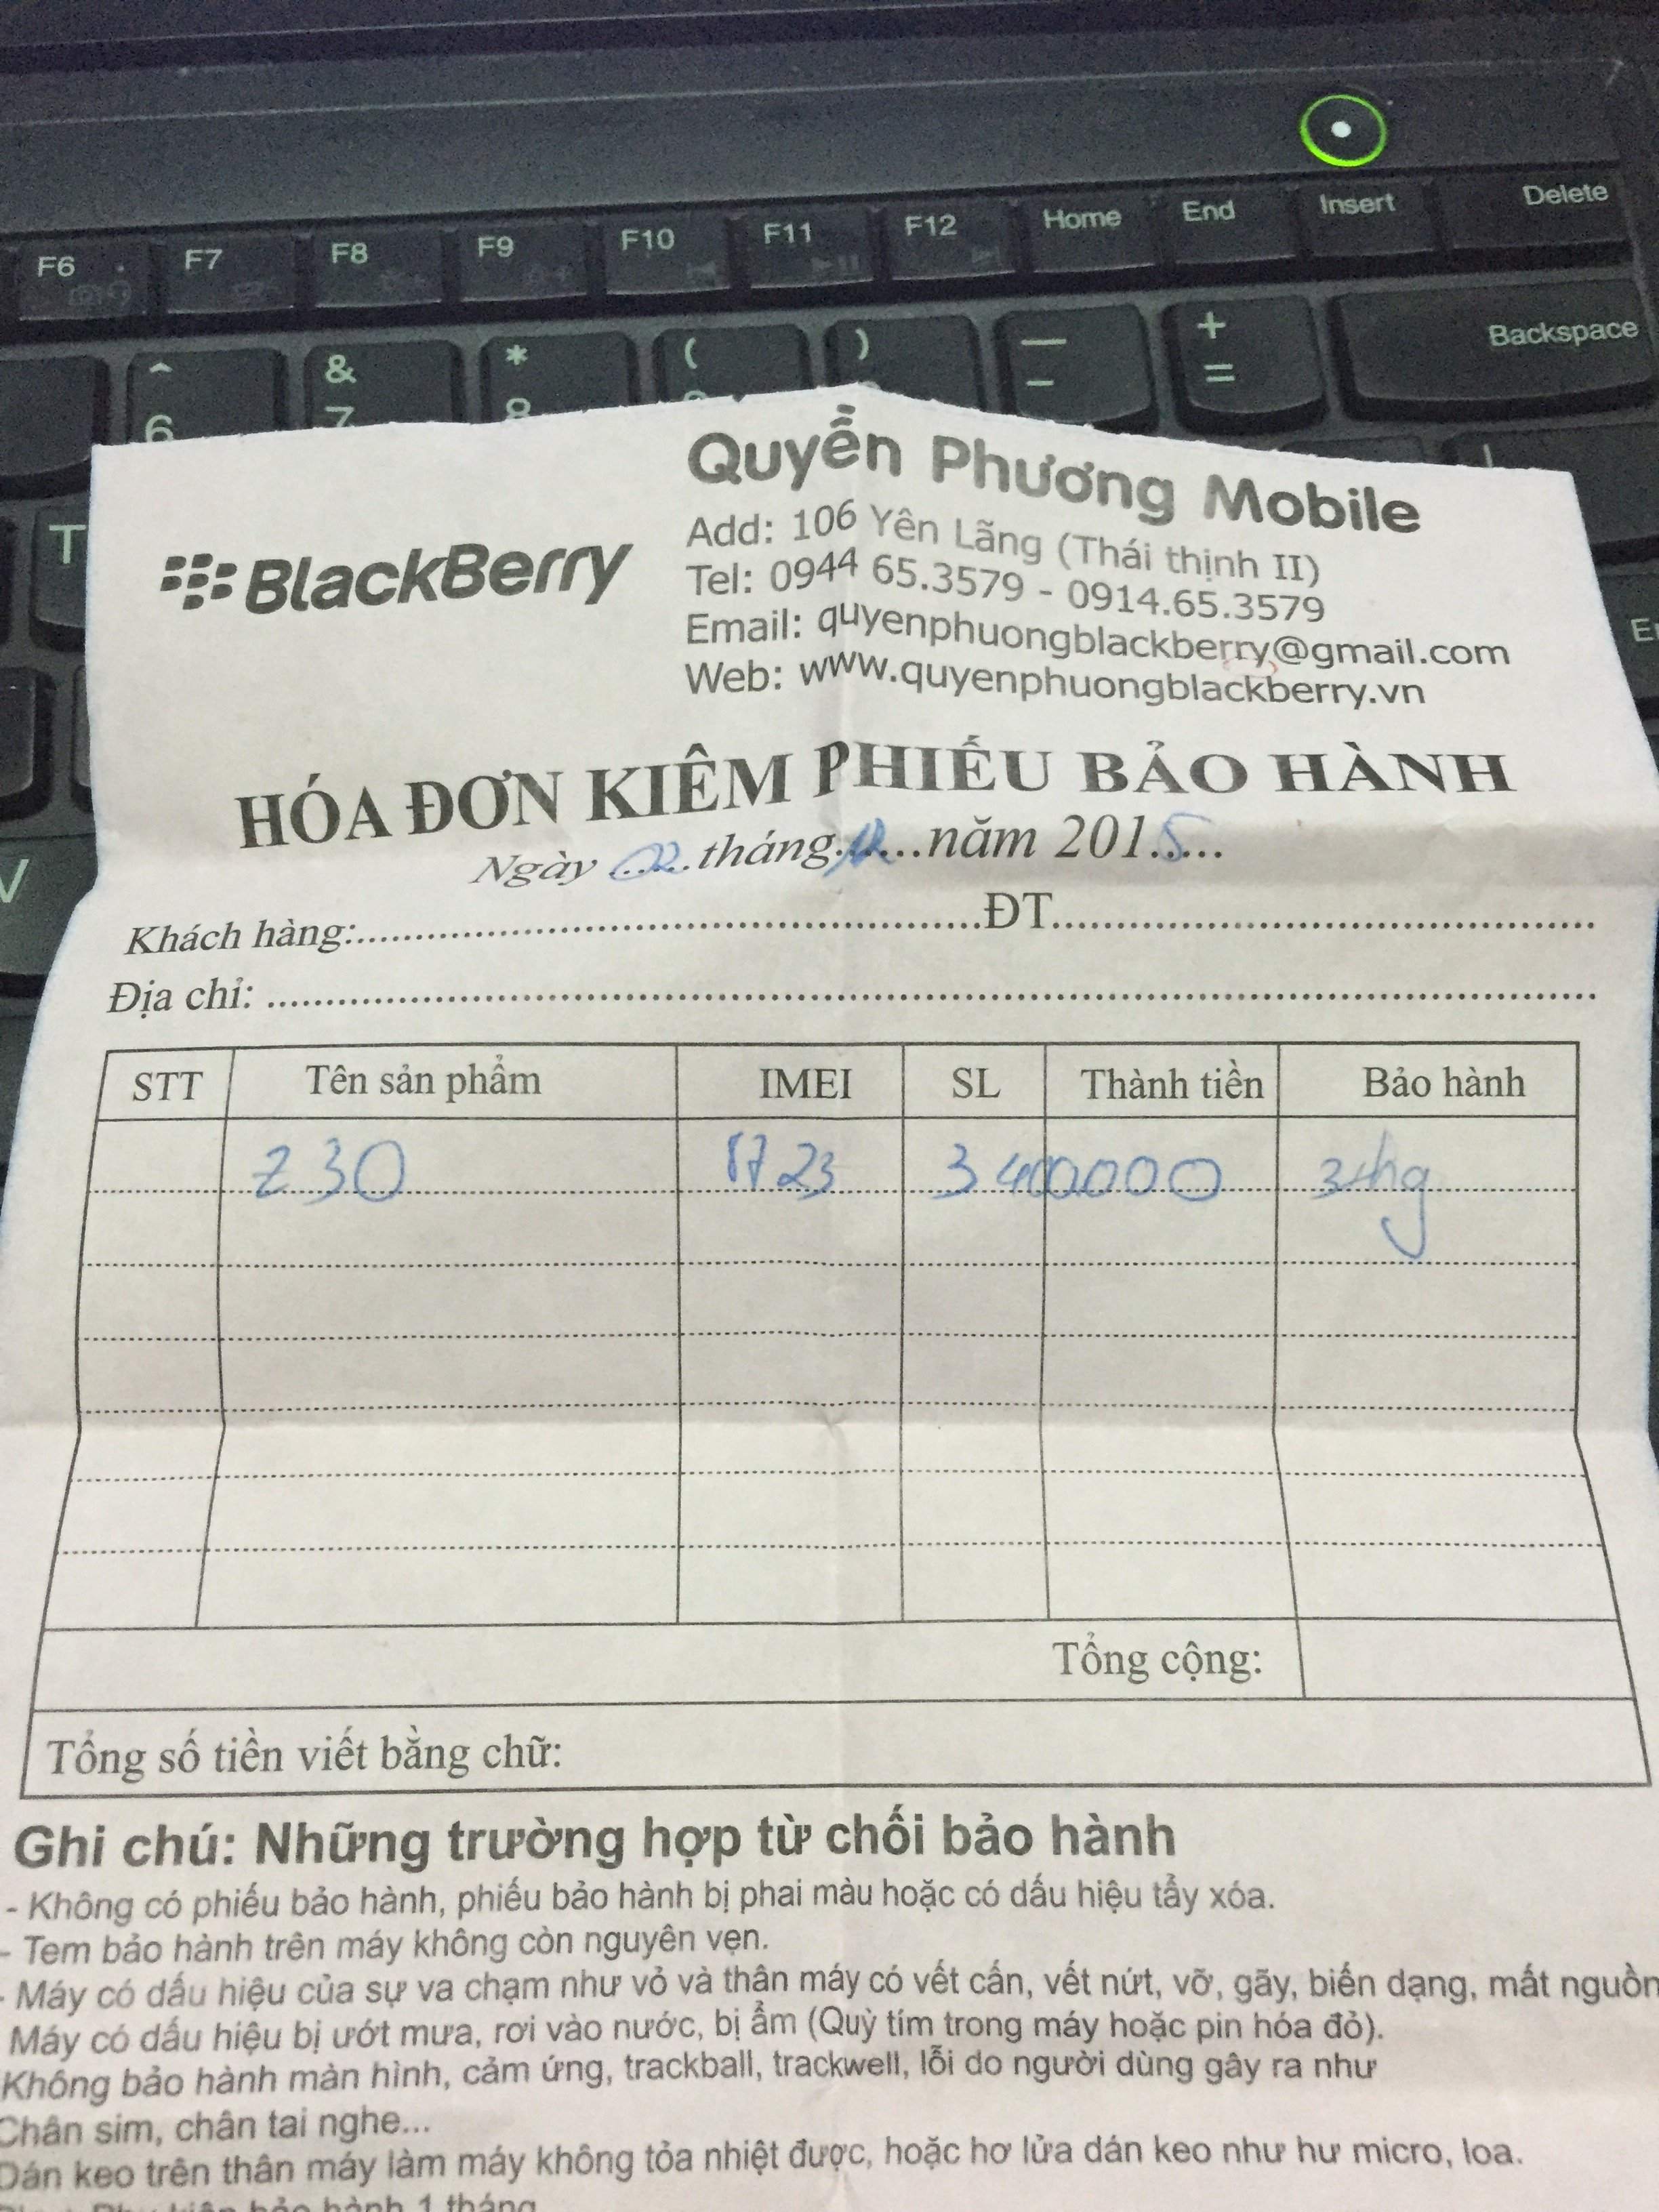 Delete
Insert
End
Home
F12
F11
F10
F9
F8
F7
F6
Backspace
+
=
—
–
)
(
*
8
&
7
^
6
T
V
BlackBerry
Quyền Phương Mobile
Add: 106 Yên Lãng (Thái thịnh II)
Tel: 0944 65.3579 - 0914.65.3579
Email: quyenphuongblackberry@gmail.com
Web: www.quyenphuongblackberry.vn
HÓA ĐƠN KIÊM PHIẾU BẢO HÀNH
Ngày 02 tháng 12 năm 2015
Khách hàng: ĐT
Địa chỉ:
STT Tên sản phẩm IMEI SL Thành tiền Bảo hành
Z30 3400000 3thg
Tổng cộng:
Tổng số tiền viết bằng chữ:
Ghi chú: Những trường hợp từ chối bảo hành
- Không có phiếu bảo hành, phiếu bảo hành bị phai màu hoặc có dấu hiệu tẩy xóa.
- Tem bảo hành trên máy không còn nguyên vẹn.
- Máy có dấu hiệu của sự va chạm như vỏ và thân máy có vết cấn, vết nứt, vỡ, gãy, biến dạng, mất nguồn
Máy có dấu hiệu bị ướt mưa, rơi vào nước, bị ẩm (Quỳ tím trong máy hoặc pin hóa đỏ).
Không bảo hành màn hình, cảm ứng, trackball, trackwell, lỗi do người dùng gây ra như
Chân sim, chân tai nghe...
Dán keo trên thân máy làm máy không tỏa nhiệt được, hoặc hơ lửa dán keo như hư micro, loa.
kiện bảo hành 1 tháng